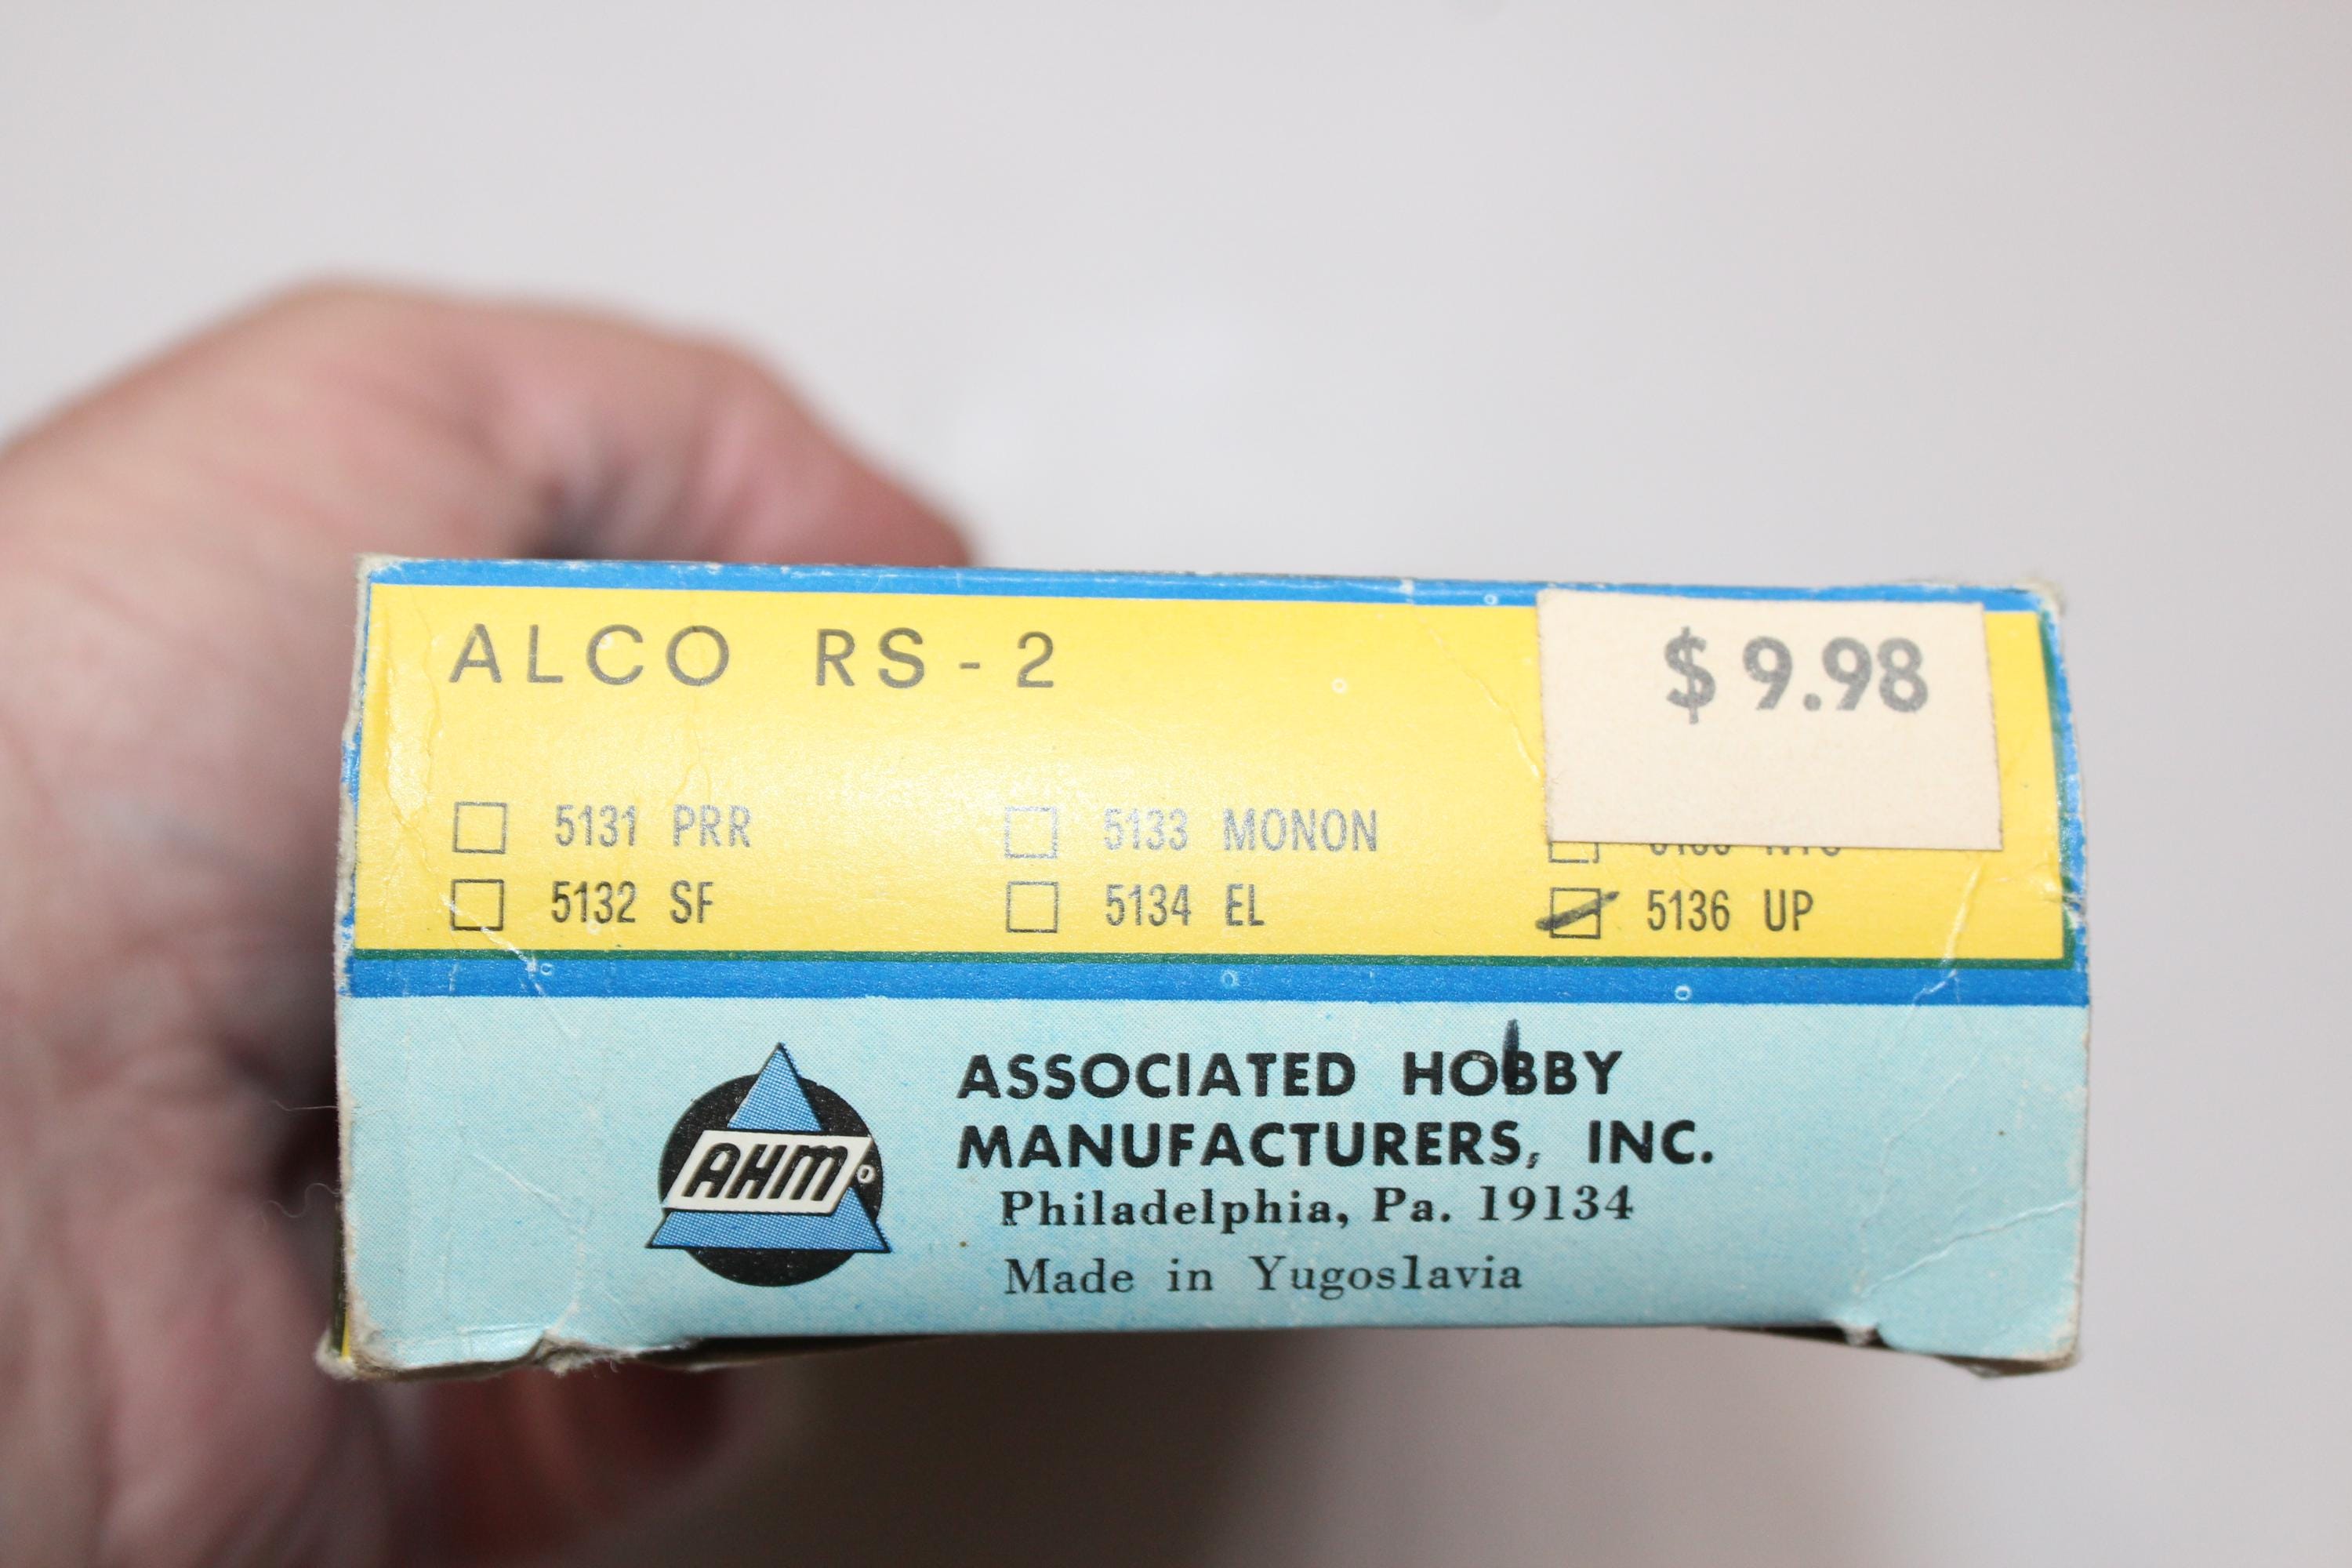 ALCO RS-2
$9.98
5131 PRR
5133 MONON
5132 SF
5134 EL
5136 UP
AHM
ASSOCIATED HOBBY
MANUFACTURERS, INC.
Philadelphia, Pa. 19134
Made in Yugoslavia